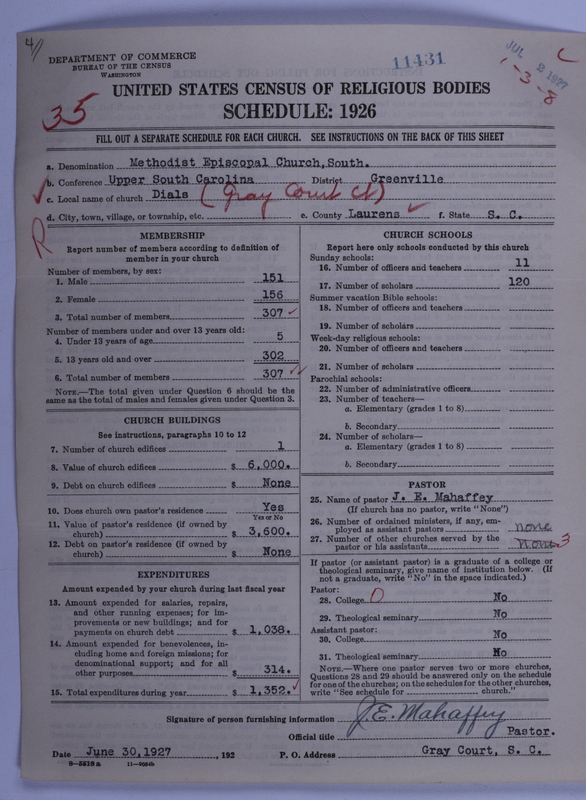 4//
DEPARTMENT OF COMMERCE
BUREAU OF THE CENSUS
WASHINGTON
11431
JUL 2 1927
1-3-8
35
UNITED STATES CENSUS OF RELIGIOUS BODIES
SCHEDULE: 1926
FILL OUT A SEPARATE SCHEDULE FOR EACH CHURCH. SEE INSTRUCTIONS ON THE BACK OF THIS SHEET
a. Denomination Methodist Episcopal Church, South.
b. Conference Upper South Carolina District Greenville
c. Local name of church Dials (Gray Court Ct)
d. City, town, village, or township, etc. e. County Laurens f. State S. C.
R
MEMBERSHIP
Report number of members according to definition of
member in your church
Number of members, by sex:
1. Male 151
2. Female 156
3. Total number of members 307
Number of members under and over 13 years old:
4. Under 13 years of age 5
5. 13 years old and over 302
6. Total number of members 307
NOTE.—The total given under Question 6 should be the
same as the total of males and females given under Question 3.
CHURCH BUILDINGS
See instructions, paragraphs 10 to 12
7. Number of church edifices 1
8. Value of church edifices $ 6,000.
9. Debt on church edifices $ None
10. Does church own pastor's residence Yes
Yes or No
11. Value of pastor's residence (if owned by
church) $ 3,600.
12. Debt on pastor's residence (if owned by
church) $ None
EXPENDITURES
Amount expended by your church during last fiscal year
13. Amount expended for salaries, repairs,
and other running expenses; for im-
provements or new buildings; and for
payments on church debt $ 1,038.
14. Amount expended for benevolences, in-
cluding home and foreign missions; for
denominational support; and for all
other purposes $ 314.
15. Total expenditures during year $ 1,352.
CHURCH SCHOOLS
Report here only schools conducted by this church
Sunday schools:
16. Number of officers and teachers 11
17. Number of scholars 120
Summer vacation Bible schools:
18. Number of officers and teachers
19. Number of scholars
Week-day religious schools:
20. Number of officers and teachers
21. Number of scholars
Parochial schools:
22. Number of administrative officers
23. Number of teachers—
a. Elementary (grades 1 to 8)
b. Secondary
24. Number of scholars—
a. Elementary (grades 1 to 8)
b. Secondary $
PASTOR
25. Name of pastor J. E. Mahaffey
(If church has no pastor, write "None")
26. Number of ordained ministers, if any, em-
ployed as assistant pastors none
27. Number of other churches served by the
pastor or his assistants none 3
If pastor (or assistant pastor) is a graduate of a college or
theological seminary, give name of institution below. (If
not a graduate, write "No" in the space indicated.)
Pastor:
28. College 0 No
29. Theological seminary No
Assistant pastor:
30. College No
31. Theological seminary No
NOTE.—Where one pastor serves two or more churches,
Questions 28 and 29 should be answered only on the schedule
for one of the churches; on the schedules for the other churches,
write "See schedule for church."
Signature of person furnishing information J. E. Mahaffey
Official title Pastor.
Date June 30, 1927, 192 P. O. Address Gray Court, S. C.